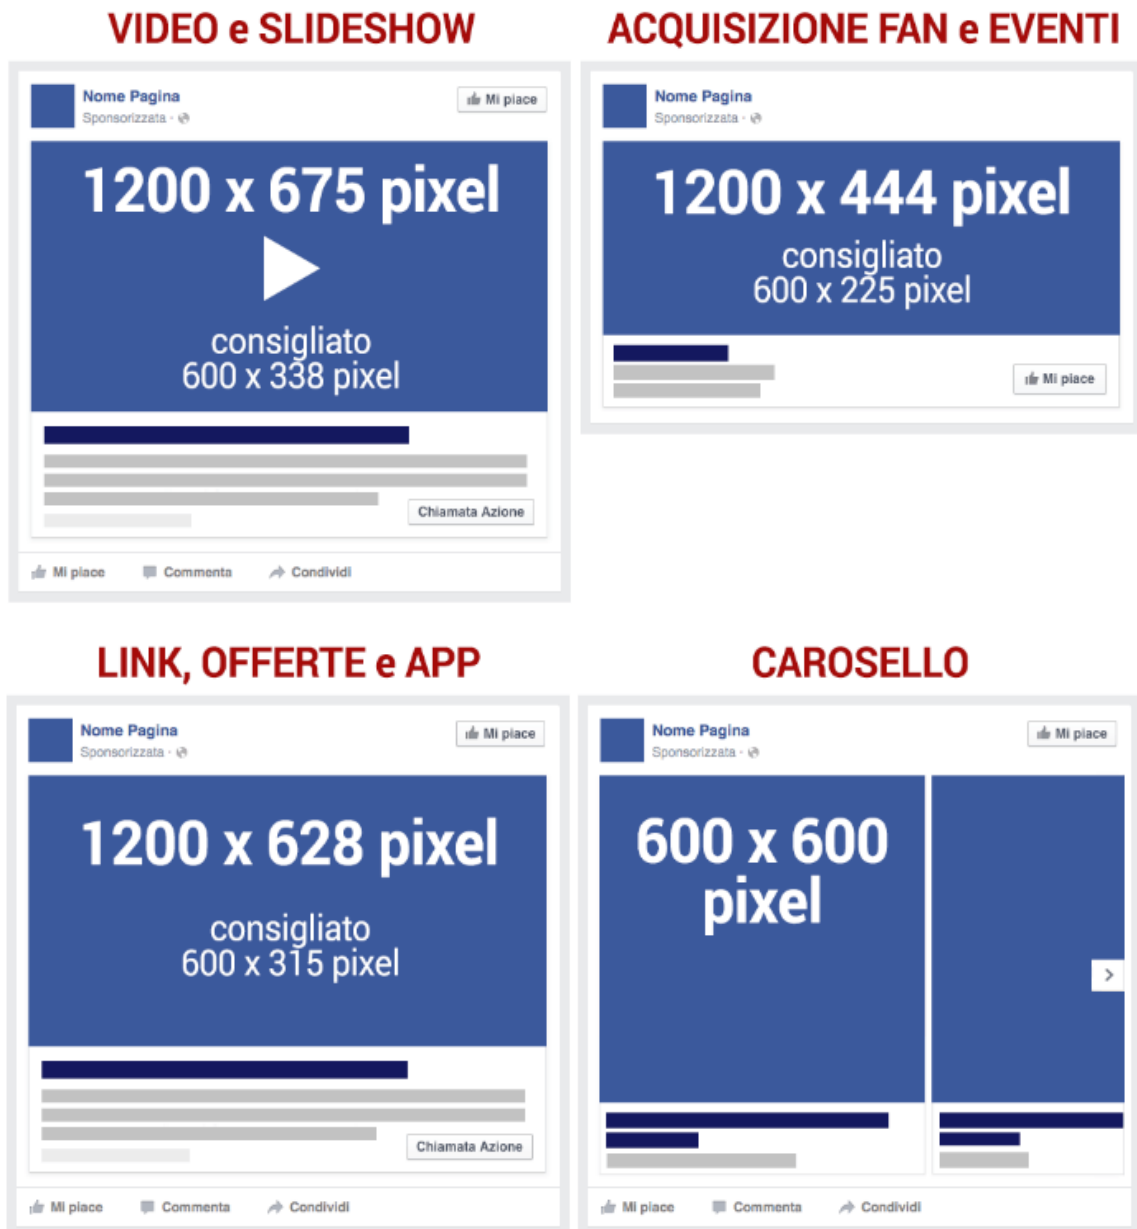 VIDEO e SLIDESHOW
Nome Pagina
Mi piace
Sponsorizzata ·
1200 x 675 pixel
consigliato
600 x 338 pixel
Chiamata Azione
Mi piace Commenta Condividi
ACQUISIZIONE FAN e EVENTI
Nome Pagina
Sponsorizzata ·
1200 x 444 pixel
consigliato
600 x 225 pixel
Mi piace
LINK, OFFERTE e APP
Nome Pagina
Mi piace
Sponsorizzata ·
1200 x 628 pixel
consigliato
600 x 315 pixel
Chiamata Azione
Mi piace Commenta Condividi
CAROSELLO
Nome Pagina
Mi piace
Sponsorizzata ·
600 x 600
pixel
Mi piace Commenta Condividi